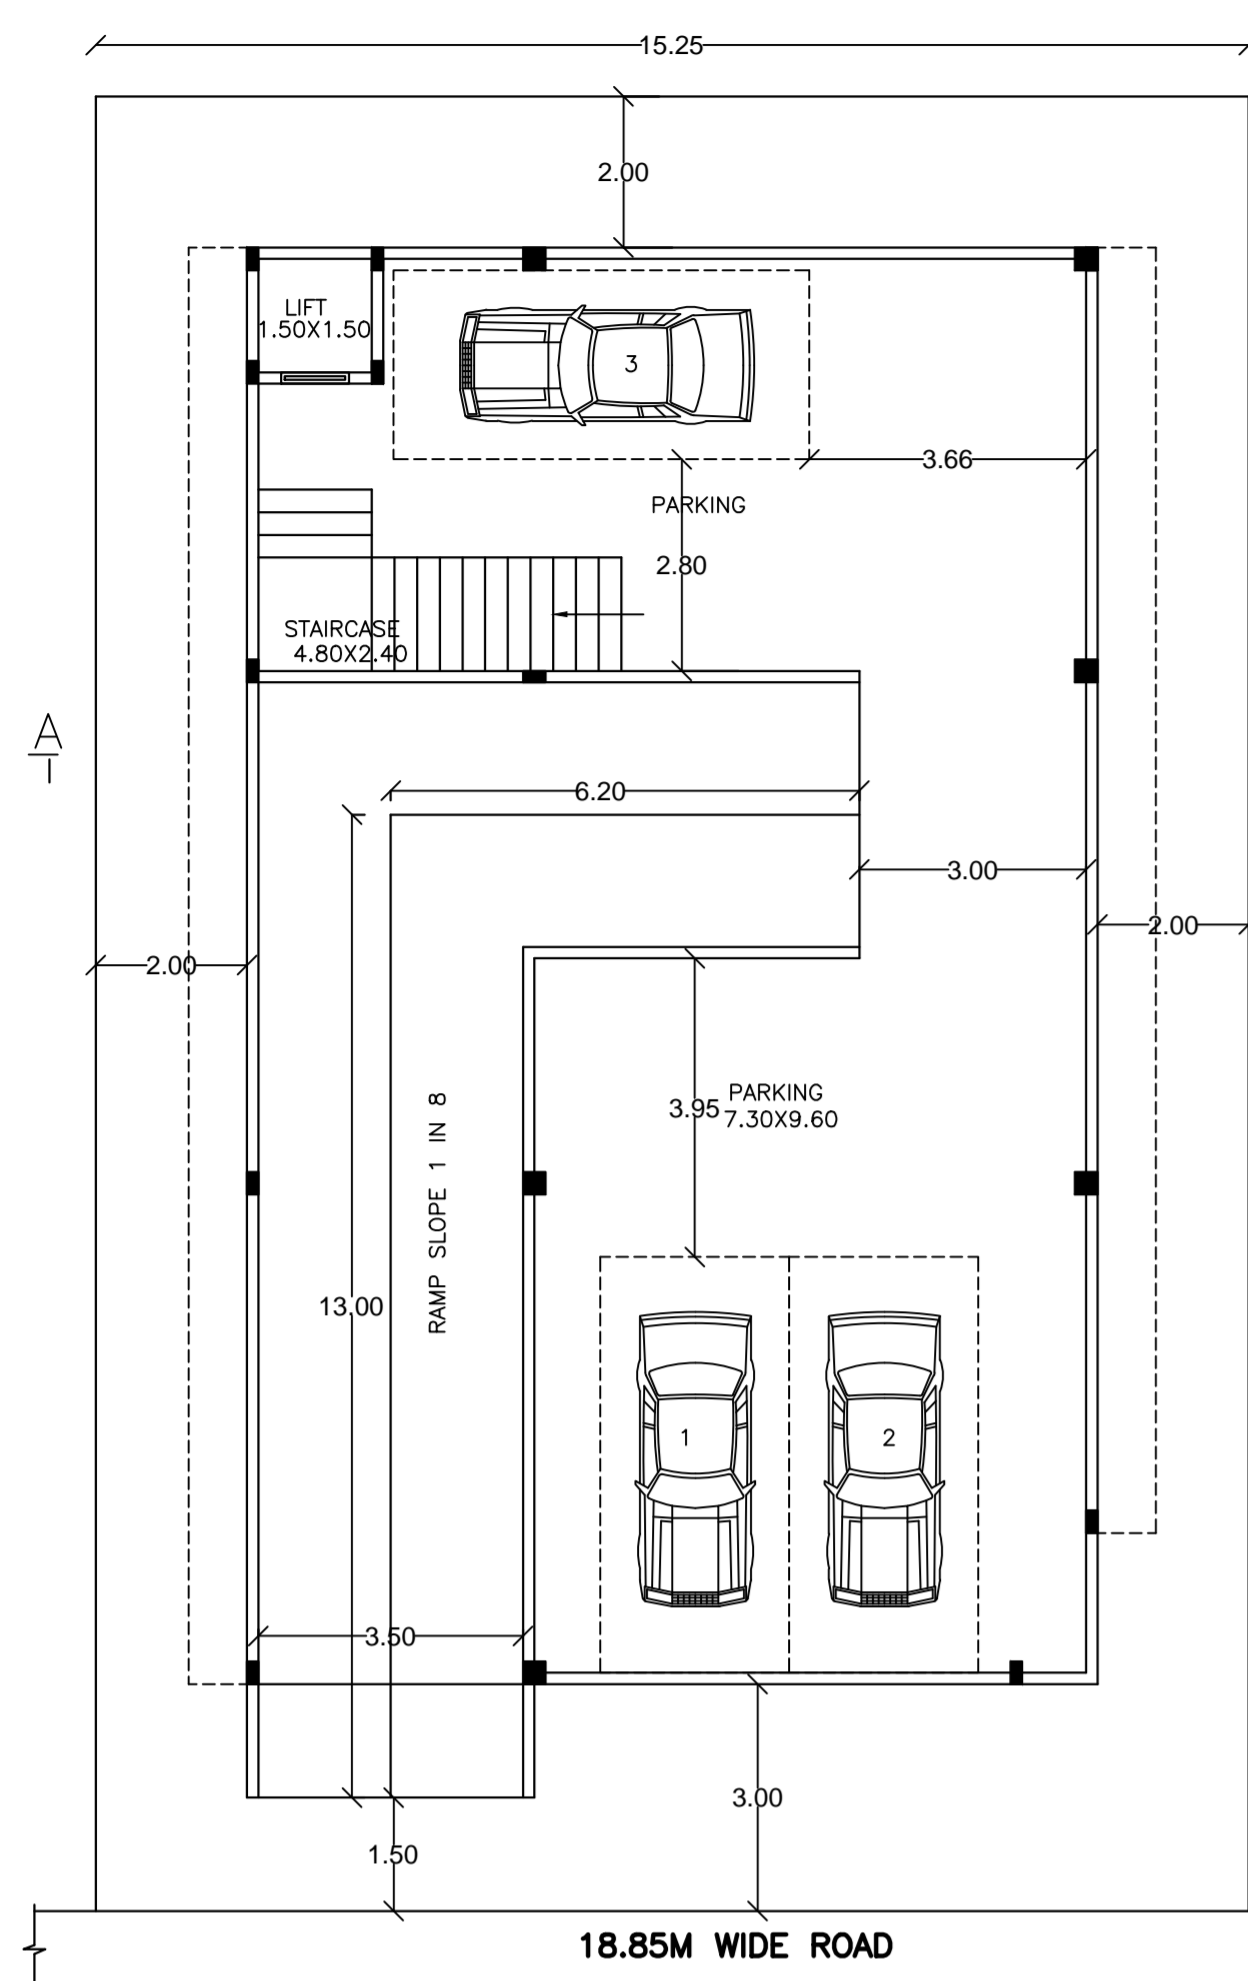 15.25
2.00
LIFT
1.50X1.50
3
3.66
PARKING
2.80
STAIRCASE
4.80X2.40
A
6.20
3.00
2.00
2.00
PARKING
7.30X9.60
3.95
RAMP SLOPE 1 IN 8
13.00
1
2
3.50
3.00
1.50
18.85M WIDE ROAD